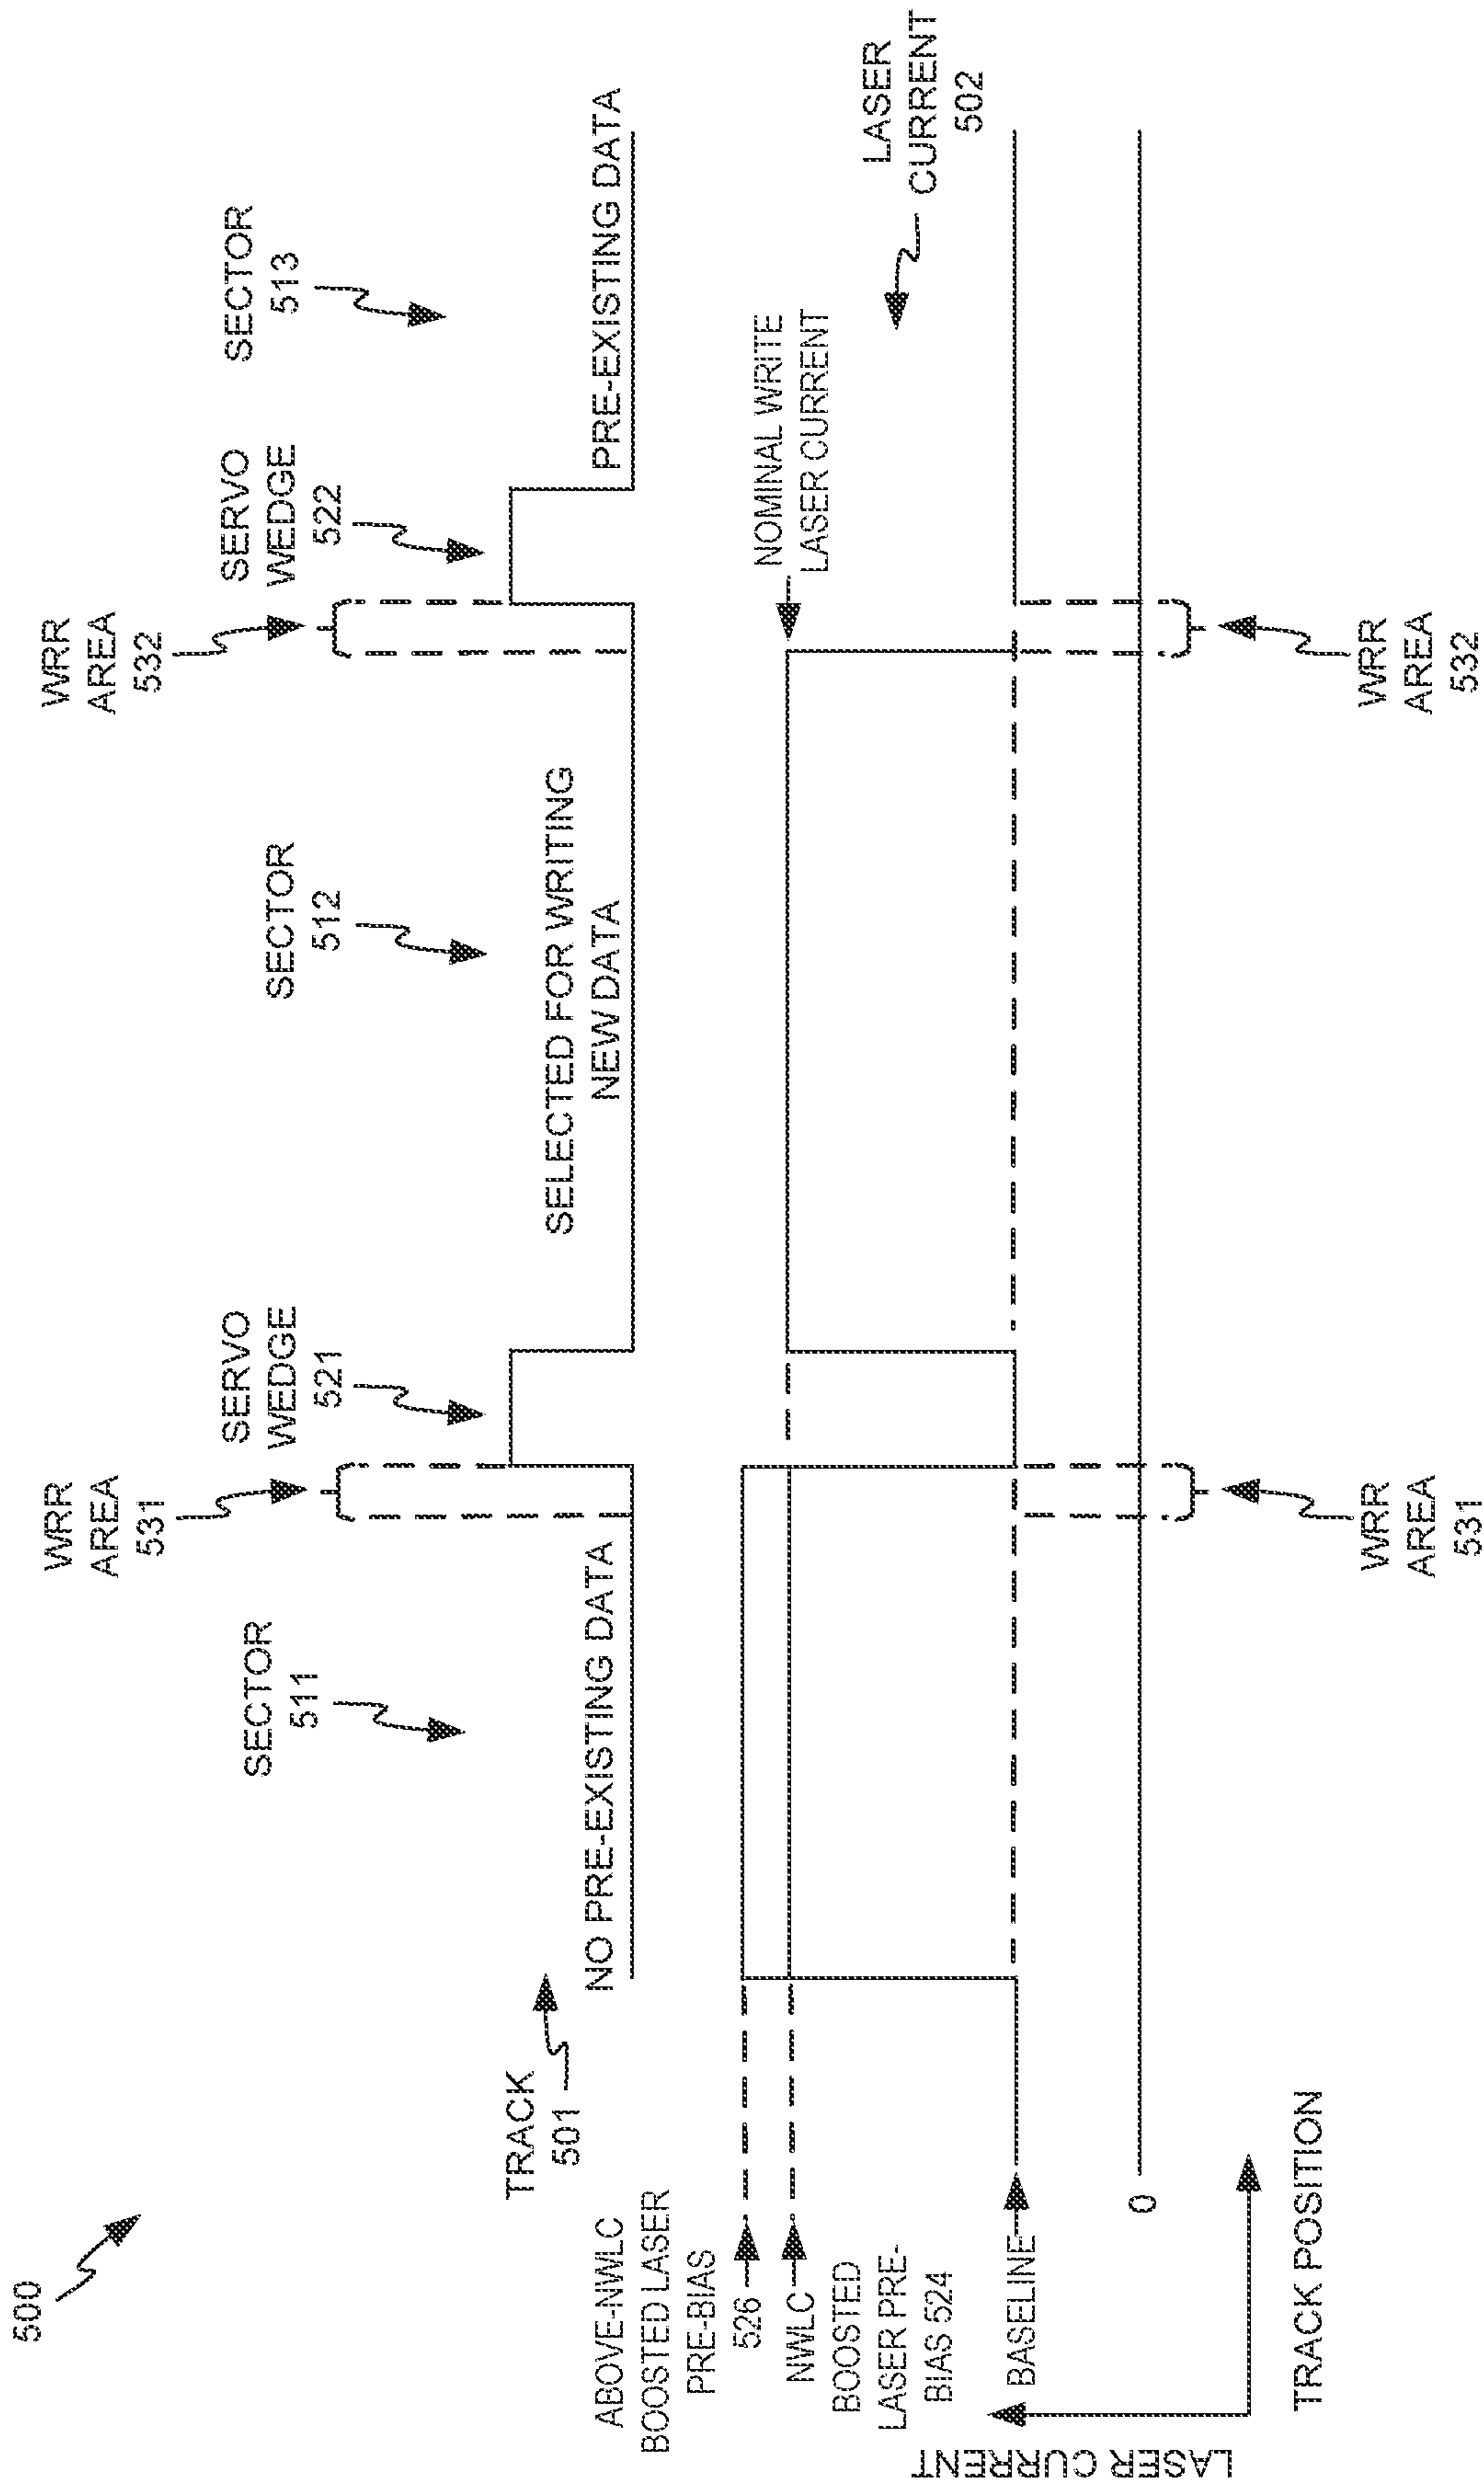 500
TRACK
501
SECTOR
511
WRR
AREA
531
SERVO
WEDGE
521
SECTOR
512
WRR
AREA
532
SERVO
WEDGE
522
SECTOR
513
NO PRE-EXISTING DATA
SELECTED FOR WRITING
NEW DATA
PRE-EXISTING DATA
ABOVE-NWLC
BOOSTED LASER
PRE-BIAS
526
NWLC
BOOSTED
LASER PRE-
BIAS 524
BASELINE
0
NOMINAL WRITE
LASER CURRENT
LASER
CURRENT
502
WRR
AREA
531
WRR
AREA
532
LASER CURRENT
TRACK POSITION